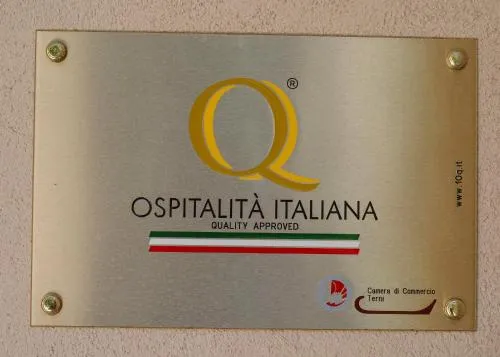 Q®
OSPITALITÀ ITALIANA
QUALITY APPROVED
www.10q.it
Camera di Commercio
Terni